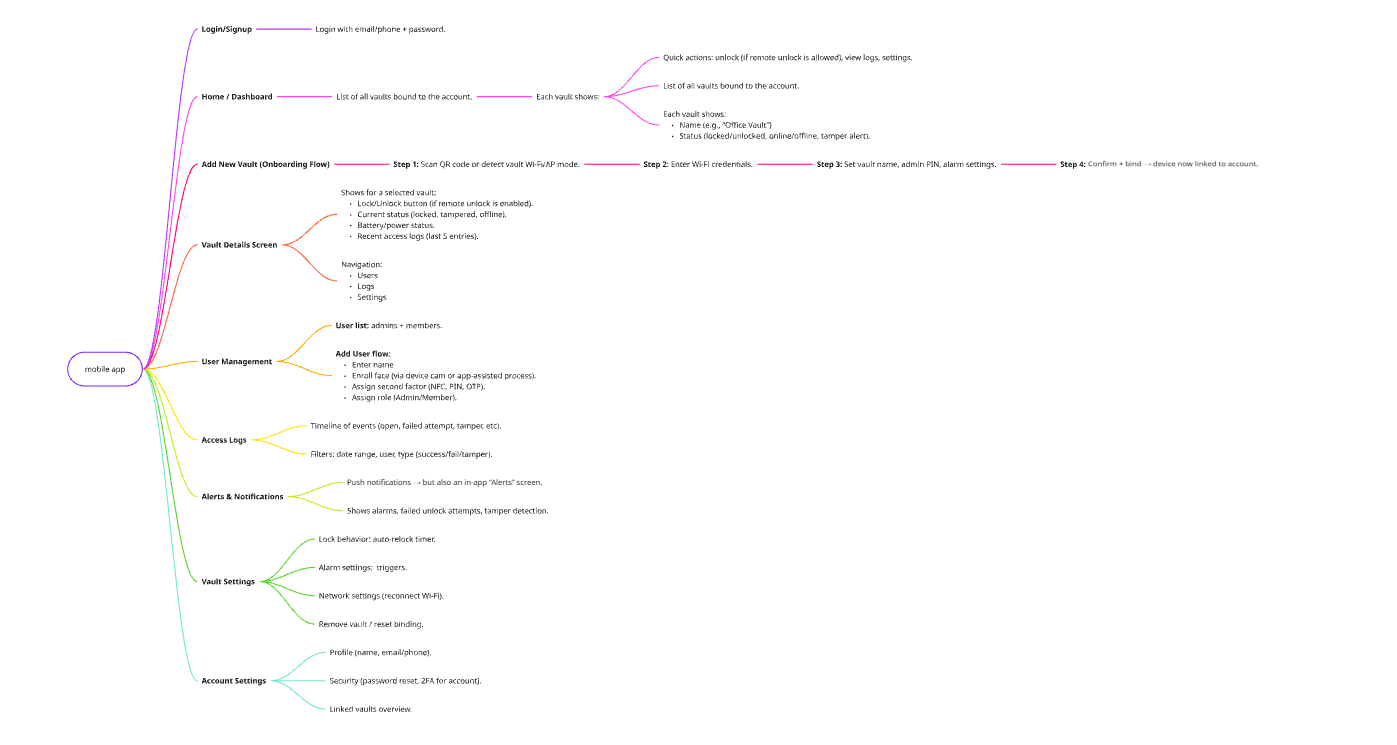 mobile app
Login/Signup
Login with email/phone + password.
Home / Dashboard
List of all vaults bound to the account.
Each vault shows:
Quick actions: unlock (if remote unlock is allowed), view logs, settings.
List of all vaults bound to the account.
Each vault shows:
• Name (e.g., “Office Vault”)
• Status (locked/unlocked, online/offline, tamper alert).
Add New Vault (Onboarding Flow)
Step 1: Scan QR code or detect vault Wi-Fi/AP mode.
Step 2: Enter Wi-Fi credentials.
Step 3: Set vault name, admin PIN, alarm settings.
Step 4: Confirm + bind → device now linked to account.
Vault Details Screen
Shows for a selected vault:
• Lock/Unlock button (if remote unlock is enabled).
• Current status (locked, tampered, offline).
• Battery/power status.
• Recent access logs (last 5 entries).
Navigation:
• Users
• Logs
• Settings
User Management
User list: admins + members.
Add User flow:
• Enter name
• Enroll face (via device cam or app-assisted process).
• Assign second factor (NFC, PIN, OTP).
• Assign role (Admin/Member).
Access Logs
Timeline of events (open, failed attempt, tamper, etc).
Filters: date range, user, type (success/fail/tamper).
Alerts & Notifications
Push notifications → but also an in-app “Alerts” screen.
Shows alarms, failed unlock attempts, tamper detection.
Vault Settings
Lock behavior: auto-relock timer.
Alarm settings: triggers.
Network settings (reconnect Wi-Fi).
Remove vault / reset binding.
Account Settings
Profile (name, email/phone).
Security (password reset, 2FA for account).
Linked vaults overview.